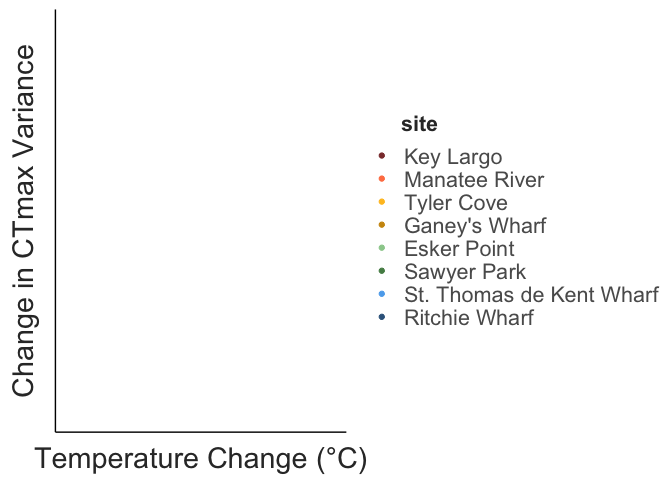 Change in CTmax Variance
Temperature Change (°C)
site
Key Largo
Manatee River
Tyler Cove
Ganey's Wharf
Esker Point
Sawyer Park
St. Thomas de Kent Wharf
Ritchie Wharf